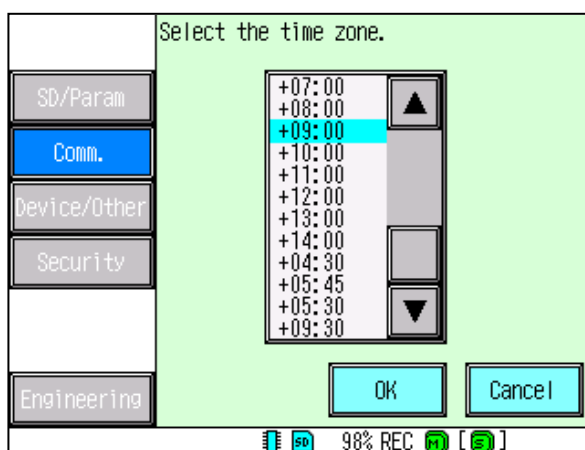 Select the time zone.
SD/Param
Comm.
Device/Other
Security
Engineering
+07:00
+08:00
+09:00
+10:00
+11:00
+12:00
+13:00
+14:00
+04:30
+05:45
+05:30
+09:30
OK
Cancel
SD 98% REC M [S]